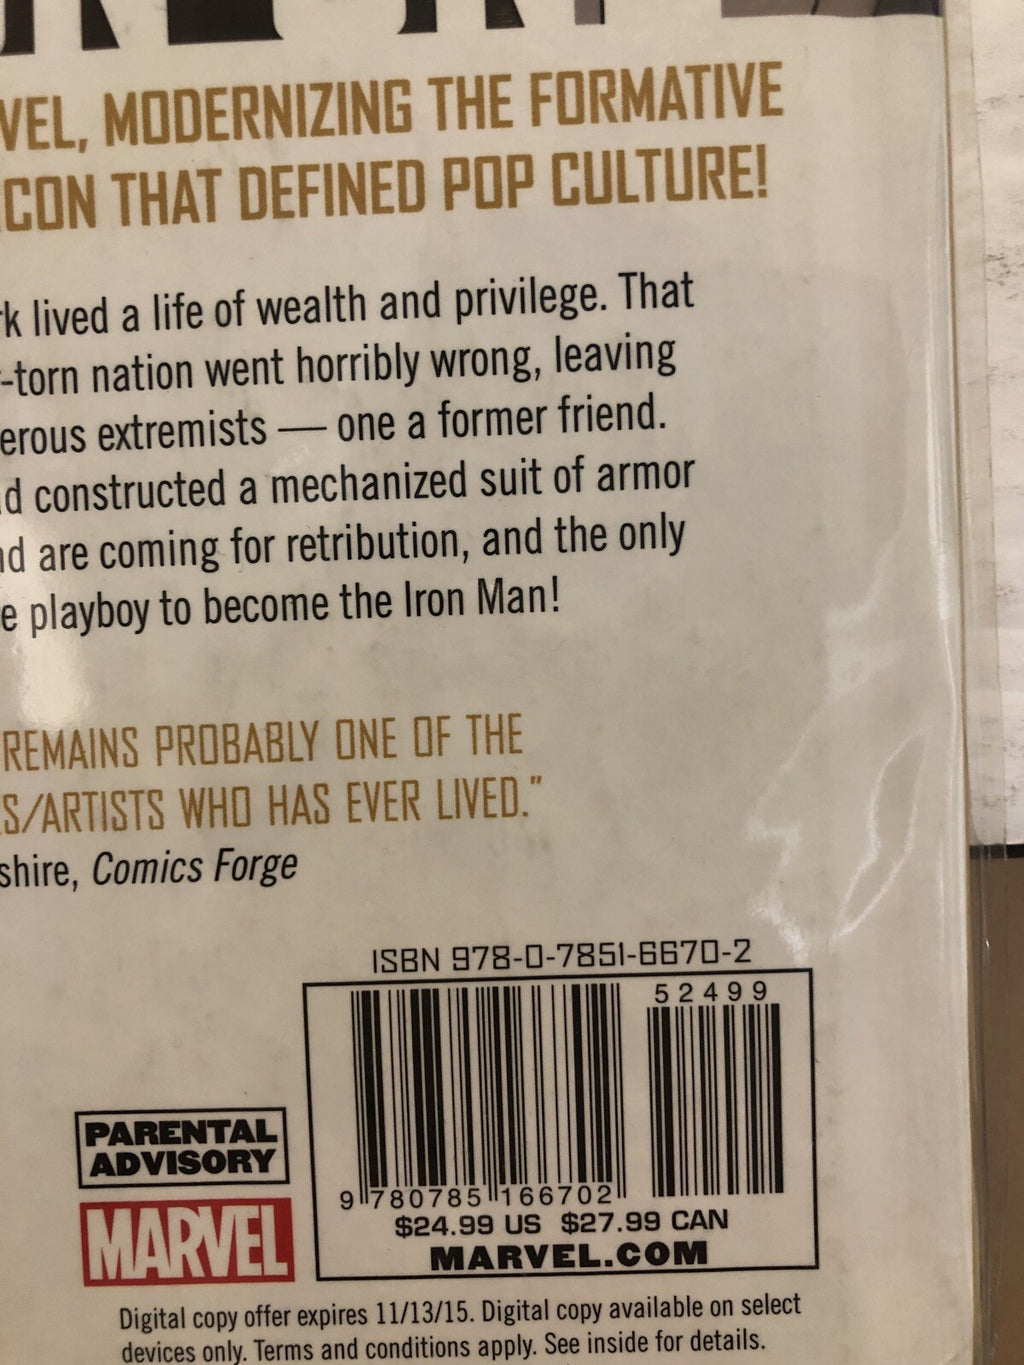 VEL, MODERNIZING THE FORMATIVE
CON THAT DEFINED POP CULTURE!
rk lived a life of wealth and privilege. That
-torn nation went horribly wrong, leaving
erous extremists — one a former friend.
d constructed a mechanized suit of armor
nd are coming for retribution, and the only
e playboy to become the Iron Man!
REMAINS PROBABLY ONE OF THE
S/ARTISTS WHO HAS EVER LIVED."
shire, Comics Forge
ISBN 978-0-7851-6670-2
52499
9 780785 166702
$24.99 US $27.99 CAN
MARVEL.COM
PARENTAL
ADVISORY
MARVEL
Digital copy offer expires 11/13/15. Digital copy available on select
devices only. Terms and conditions apply. See inside for details.